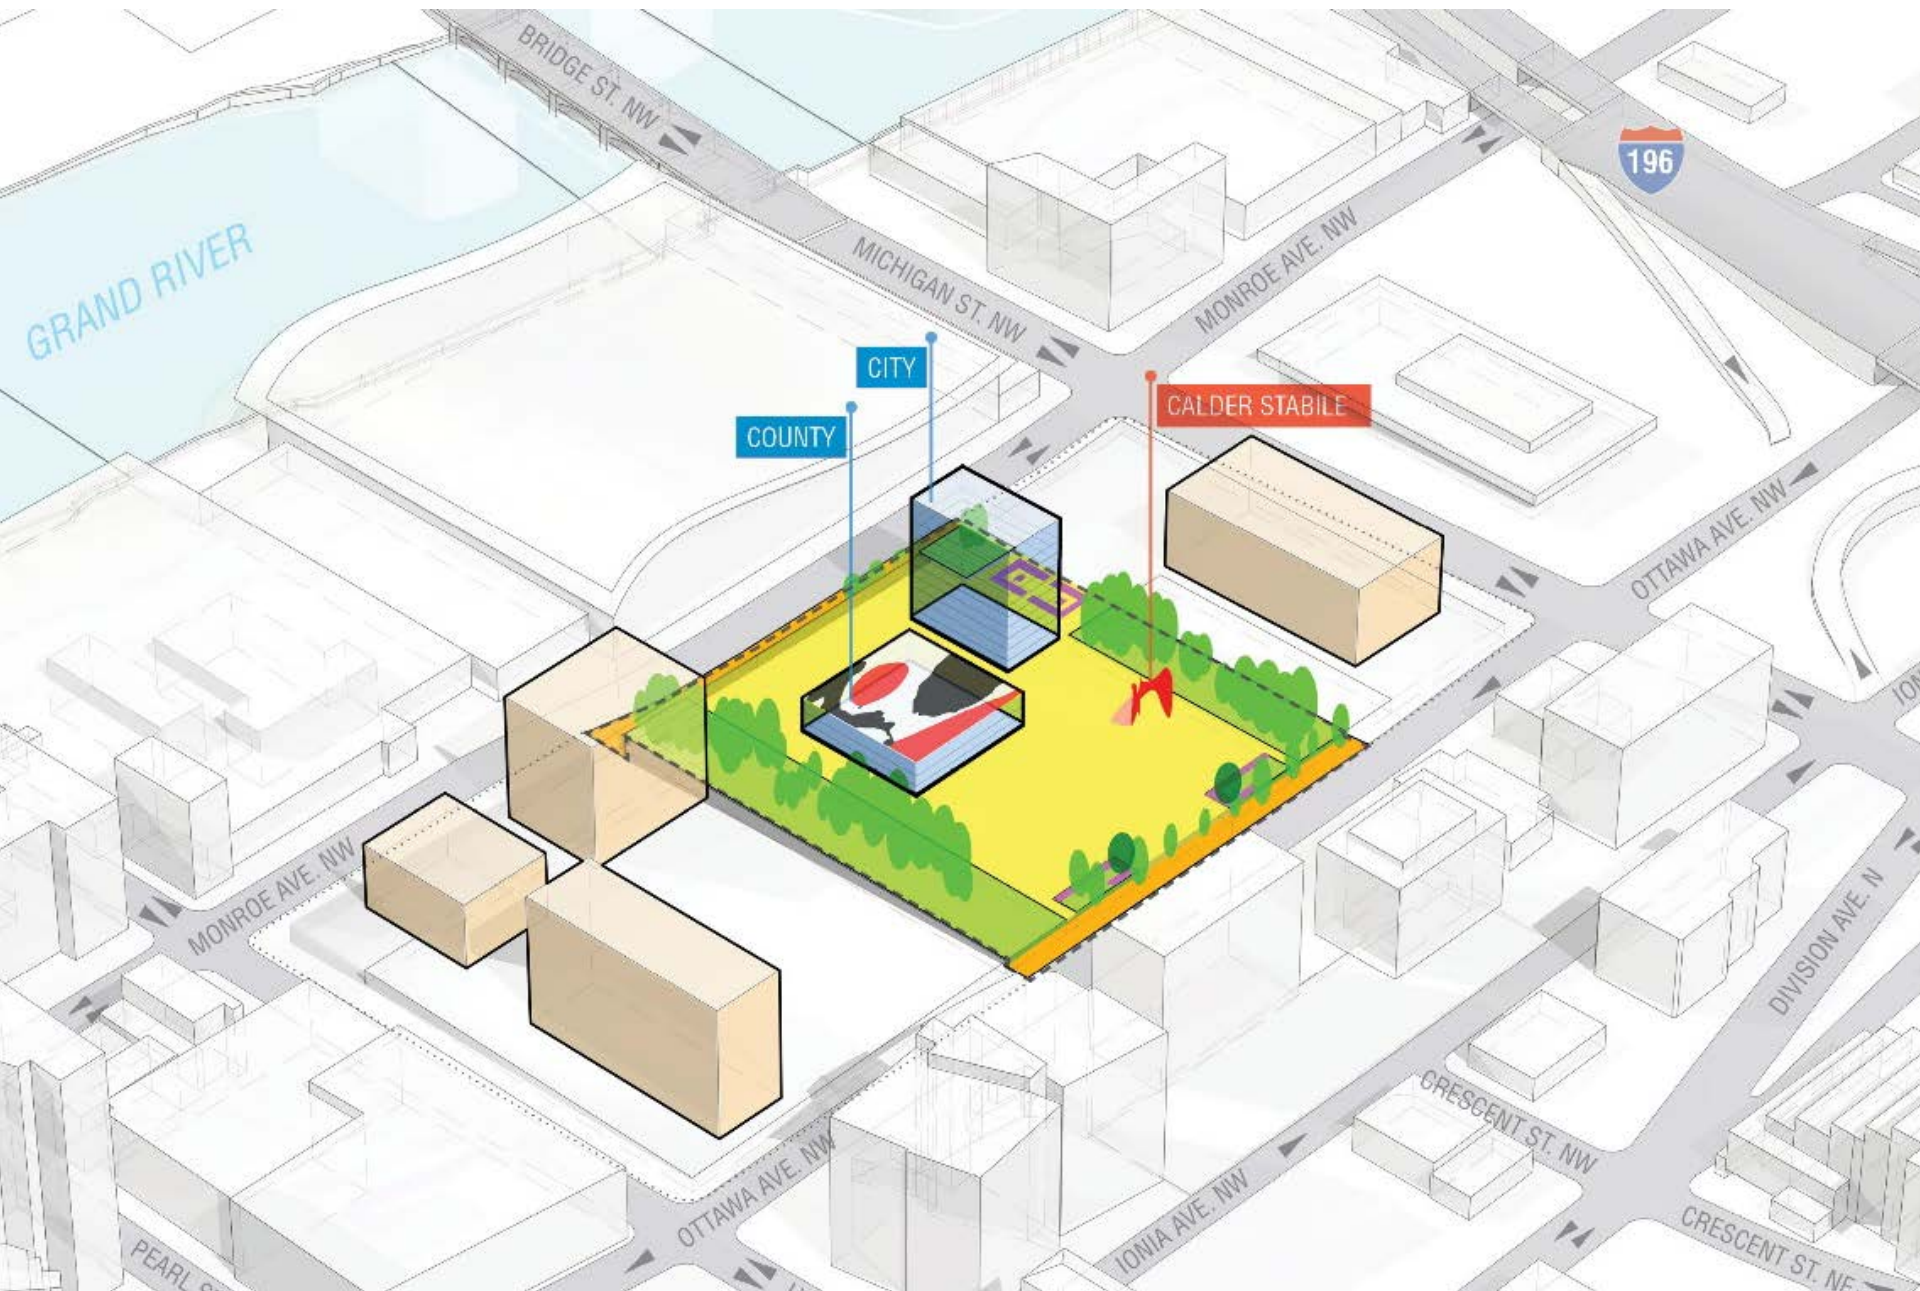 BRIDGE ST. NW
196
GRAND RIVER
MICHIGAN ST. NW
MONROE AVE. NW
CITY
CALDER STABILE
COUNTY
OTTAWA AVE. NW
MONROE AVE. NW
DIVISION AVE. N
CRESCENT ST. NW
OTTAWA AVE. NW
IONIA AVE. NW
CRESCENT ST. NE
PEARL